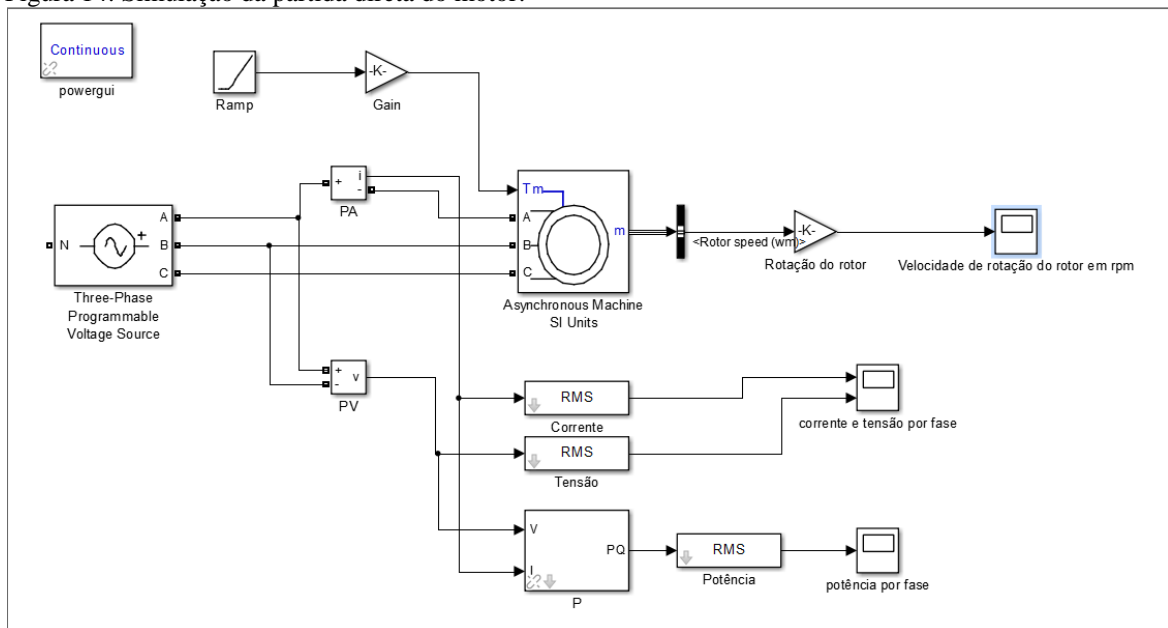 Figura 14: Simulação da partida direta do motor.
Continuous
powergui
Ramp
-K-
Gain
+
i
-
PA
Tm
A
B
C
m
Asynchronous Machine
SI Units
N
+
A
B
C
Three-Phase
Programmable
Voltage Source
<Rotor speed (wm)>
-K-
Rotação do rotor
Velocidade de rotação do rotor em rpm
+
-
v
PV
RMS
Corrente
RMS
Tensão
corrente e tensão por fase
V
I
PQ
P
RMS
Potência
potência por fase